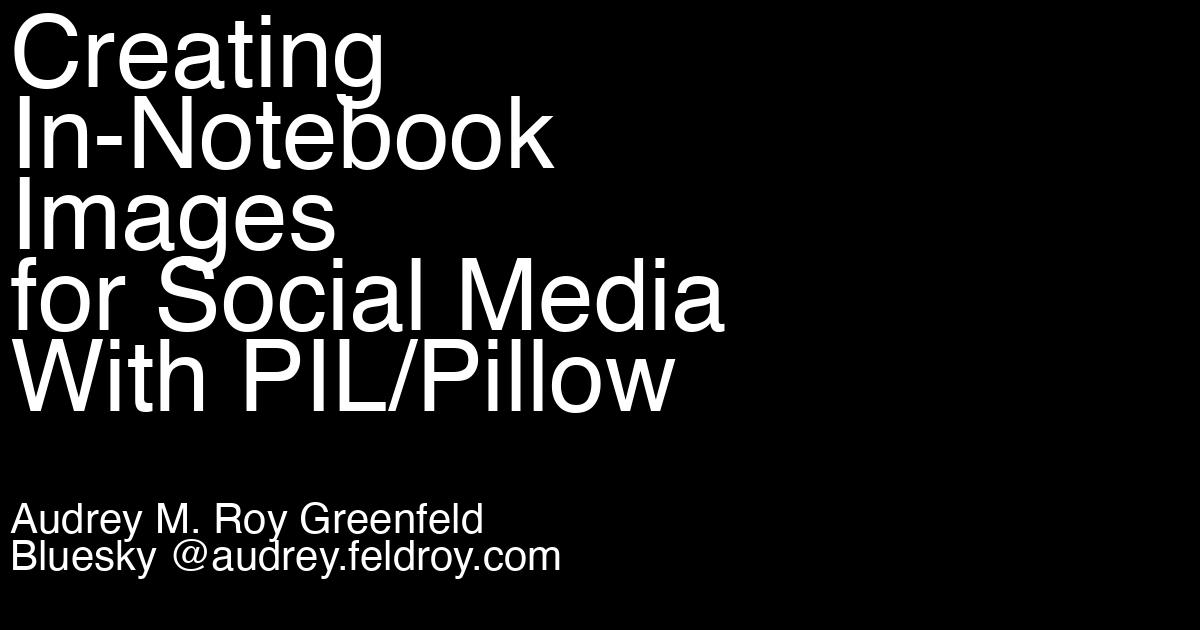 Creating
In-Notebook
Images
for Social Media
With PIL/Pillow
Audrey M. Roy Greenfeld
Bluesky @audrey.feldroy.com